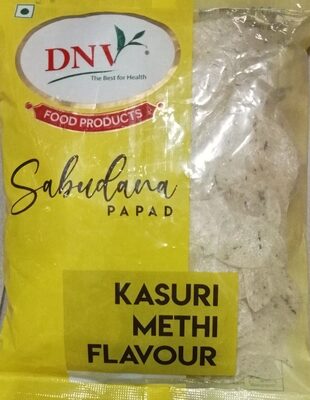 DNV
The Best for Health
FOOD PRODUCTS
Sabudana
PAPAD
KASURI
METHI
FLAVOUR